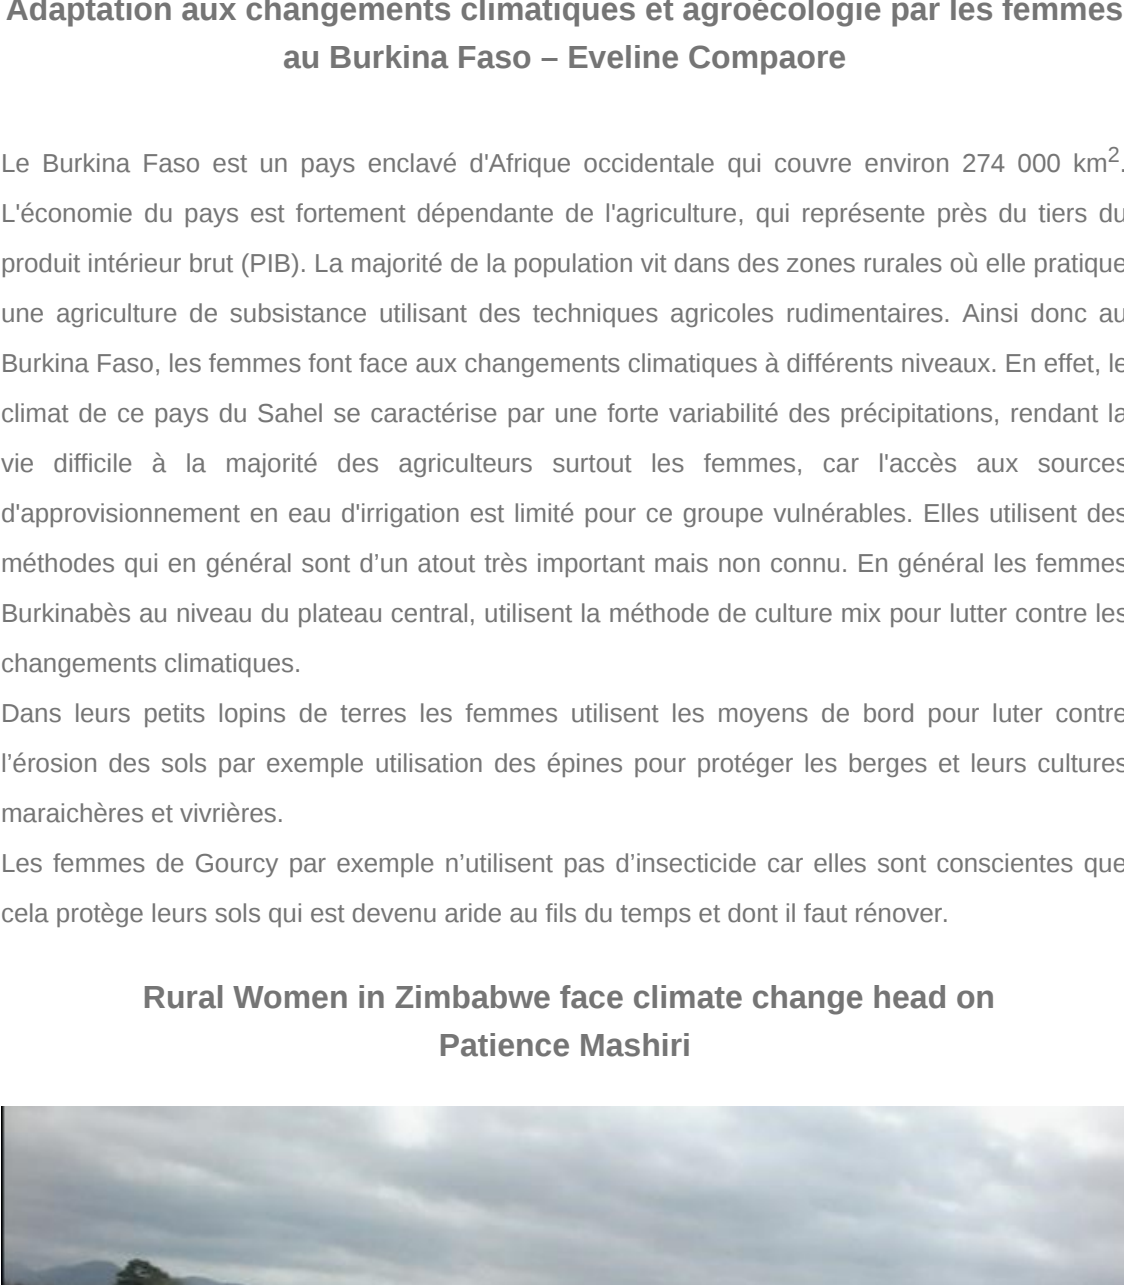 Adaptation aux changements climatiques et agroécologie par les femmes
au Burkina Faso – Eveline Compaore
Le Burkina Faso est un pays enclavé d'Afrique occidentale qui couvre environ 274 000 km².
L'économie du pays est fortement dépendante de l'agriculture, qui représente près du tiers du
produit intérieur brut (PIB). La majorité de la population vit dans des zones rurales où elle pratique
une agriculture de subsistance utilisant des techniques agricoles rudimentaires. Ainsi donc au
Burkina Faso, les femmes font face aux changements climatiques à différents niveaux. En effet, le
climat de ce pays du Sahel se caractérise par une forte variabilité des précipitations, rendant la
vie difficile à la majorité des agriculteurs surtout les femmes, car l'accès aux sources
d'approvisionnement en eau d'irrigation est limité pour ce groupe vulnérables. Elles utilisent des
méthodes qui en général sont d’un atout très important mais non connu. En général les femmes
Burkinabès au niveau du plateau central, utilisent la méthode de culture mix pour lutter contre les
changements climatiques.
Dans leurs petits lopins de terres les femmes utilisent les moyens de bord pour luter contre
l’érosion des sols par exemple utilisation des épines pour protéger les berges et leurs cultures
maraichères et vivrières.
Les femmes de Gourcy par exemple n’utilisent pas d’insecticide car elles sont conscientes que
cela protège leurs sols qui est devenu aride au fils du temps et dont il faut rénover.
Rural Women in Zimbabwe face climate change head on
Patience Mashiri